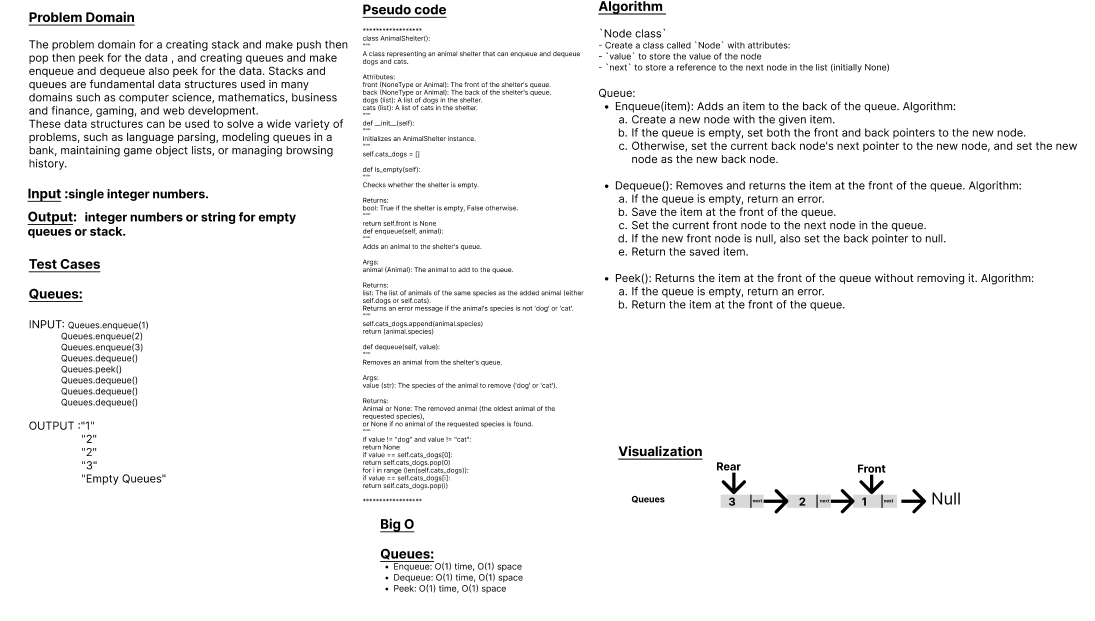 Problem Domain
The problem domain for a creating stack and make push then
pop then peek for the data , and creating queues and make
enqueue and dequeue also peek for the data. Stacks and
queues are fundamental data structures used in many
domains such as computer science, mathematics, business
and finance, gaming, and web development.
These data structures can be used to solve a wide variety of
problems, such as language parsing, modeling queues in a
bank, maintaining game object lists, or managing browsing
history.
Input :single integer numbers.
Output: integer numbers or string for empty
queues or stack.
Test Cases
Queues:
INPUT: Queues.enqueue(1)
Queues.enqueue(2)
Queues.enqueue(3)
Queues.dequeue()
Queues.peek()
Queues.dequeue()
Queues.dequeue()
Queues.dequeue()
OUTPUT :"1"
"2"
"2"
"3"
"Empty Queues"
Pseudo code
******************
class AnimalShelter():
"""
A class representing an animal shelter that can enqueue and dequeue
dogs and cats.
Attributes:
front (NoneType or Animal): The front of the shelter's queue.
back (NoneType or Animal): The back of the shelter's queue.
dogs (list): A list of dogs in the shelter.
cats (list): A list of cats in the shelter.
"""
def __init__(self):
"""
Initializes an AnimalShelter instance.
"""
self.cats_dogs = []
def is_empty(self):
"""
Checks whether the shelter is empty.
Returns:
bool: True if the shelter is empty, False otherwise.
"""
return self.front is None
def enqueue(self, animal):
"""
Adds an animal to the shelter's queue.
Args:
animal (Animal): The animal to add to the queue.
Returns:
list: The list of animals of the same species as the added animal (either
self.dogs or self.cats).
Returns an error message if the animal's species is not 'dog' or 'cat'.
"""
self.cats_dogs.append(animal.species)
return (animal.species)
def dequeue(self, value):
"""
Removes an animal from the shelter's queue.
Args:
value (str): The species of the animal to remove ('dog' or 'cat').
Returns:
Animal or None: The removed animal (the oldest animal of the
requested species),
or None if no animal of the requested species is found.
"""
if value != "dog" and value != "cat":
return None
if value == self.cats_dogs[0]:
return self.cats_dogs.pop(0)
for i in range (len(self.cats_dogs)):
if value == self.cats_dogs[i]:
return self.cats_dogs.pop(i)
******************
Big O
Queues:
• Enqueue: O(1) time, O(1) space
• Dequeue: O(1) time, O(1) space
• Peek: O(1) time, O(1) space
Algorithm
`Node class`
- Create a class called `Node` with attributes:
- `value` to store the value of the node
- `next` to store a reference to the next node in the list (initially None)
Queue:
• Enqueue(item): Adds an item to the back of the queue. Algorithm:
a. Create a new node with the given item.
b. If the queue is empty, set both the front and back pointers to the new node.
c. Otherwise, set the current back node's next pointer to the new node, and set the new
node as the new back node.
• Dequeue(): Removes and returns the item at the front of the queue. Algorithm:
a. If the queue is empty, return an error.
b. Save the item at the front of the queue.
c. Set the current front node to the next node in the queue.
d. If the new front node is null, also set the back pointer to null.
e. Return the saved item.
• Peek(): Returns the item at the front of the queue without removing it. Algorithm:
a. If the queue is empty, return an error.
b. Return the item at the front of the queue.
Visualization
Rear Front
Queues 3 next 2 next 1 next Null